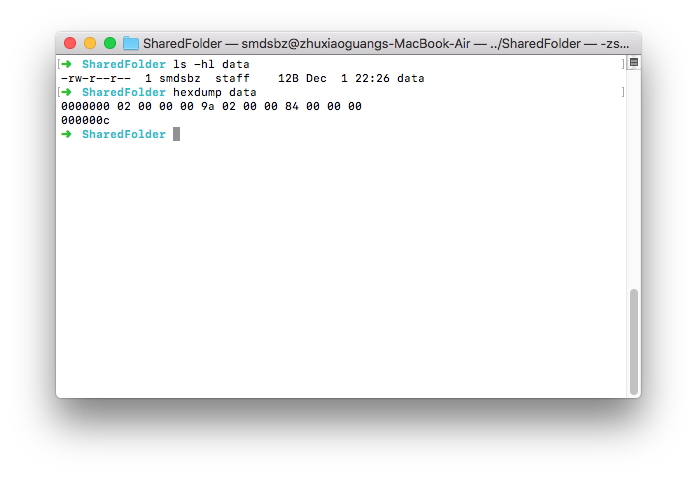 SharedFolder — smdsbz@zhuxiaoguangs-MacBook-Air — ../SharedFolder — -zs...
[➜  SharedFolder ls -hl data ]
-rw-r--r--  1 smdsbz  staff    12B Dec  1 22:26 data
[➜  SharedFolder hexdump data ]
0000000 02 00 00 00 9a 02 00 00 84 00 00 00
000000c
➜  SharedFolder